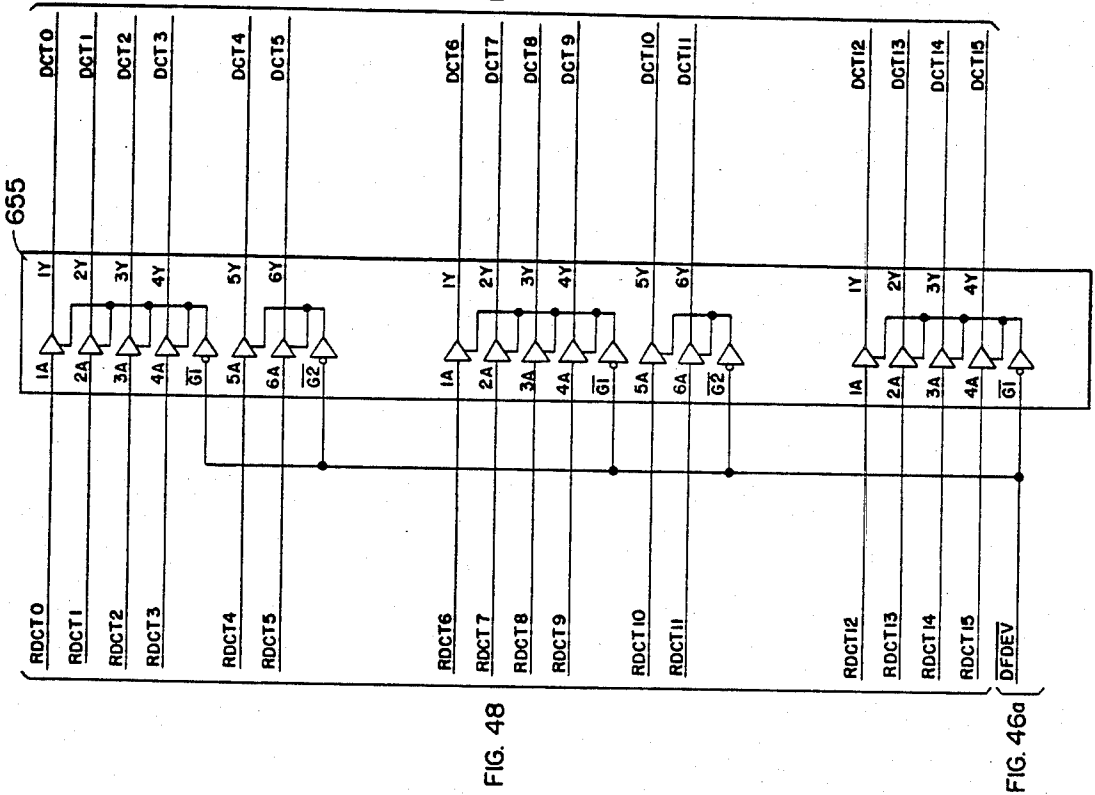 655
RDCT0 1A 1Y DCT0
RDCT1 2A 2Y DCT1
RDCT2 3A 3Y DCT2
RDCT3 4A 4Y DCT3
G1
RDCT4 5A 5Y DCT4
RDCT5 6A 6Y DCT5
G2
RDCT6 1A 1Y DCT6
RDCT7 2A 2Y DCT7
RDCT8 3A 3Y DCT8
RDCT9 4A 4Y DCT9
G1
RDCT10 5A 5Y DCT10
RDCT11 6A 6Y DCT11
G2
RDCT12 1A 1Y DCT12
RDCT13 2A 2Y DCT13
RDCT14 3A 3Y DCT14
RDCT15 4A 4Y DCT15
DFDEV G1
FIG. 48
FIG. 46a